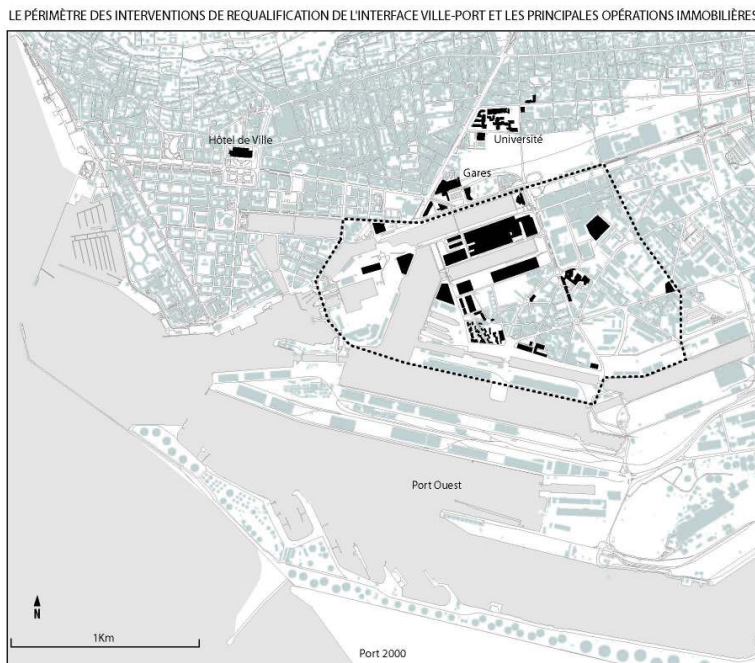 LE PÉRIMÈTRE DES INTERVENTIONS DE REQUALIFICATION DE L'INTERFACE VILLE-PORT ET LES PRINCIPALES OPÉRATIONS IMMOBILIÈRES
Hôtel de Ville
Université
Gares
Port Ouest
N
1Km
Port 2000